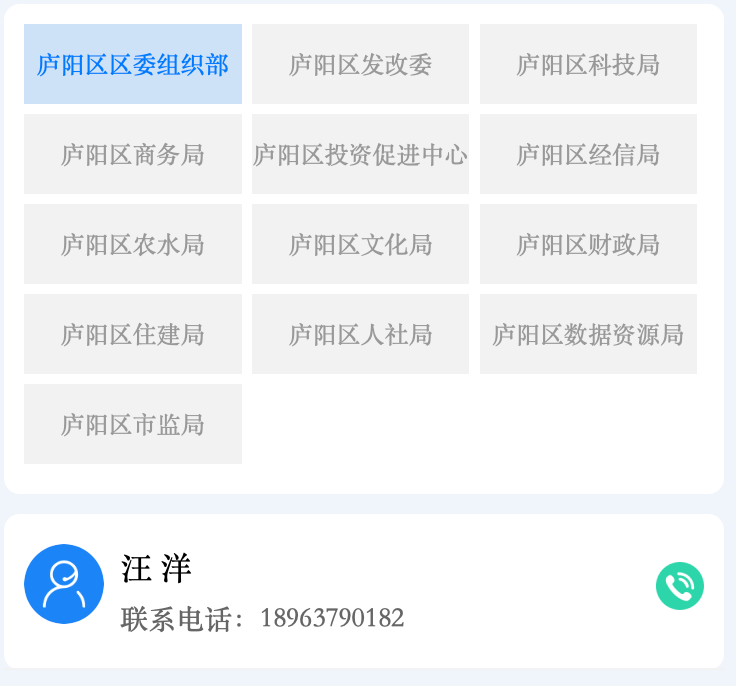 庐阳区区委组织部 庐阳区发改委 庐阳区科技局
庐阳区商务局 庐阳区投资促进中心 庐阳区经信局
庐阳区农水局 庐阳区文化局 庐阳区财政局
庐阳区住建局 庐阳区人社局 庐阳区数据资源局
庐阳区市监局
汪 洋
联系电话：18963790182